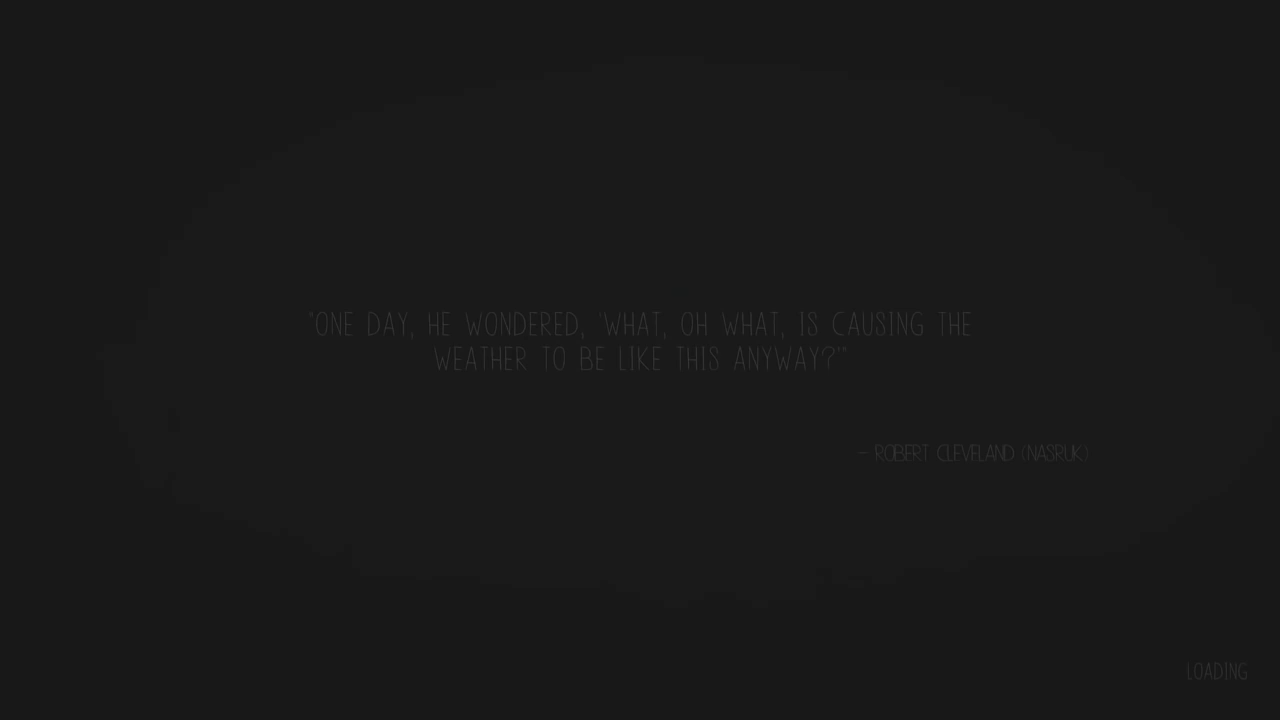 "ONE DAY, HE WONDERED, 'WHAT, OH WHAT, IS CAUSING THE
WEATHER TO BE LIKE THIS ANYWAY?'"
– ROBERT CLEVELAND (NASRUK)
LOADING